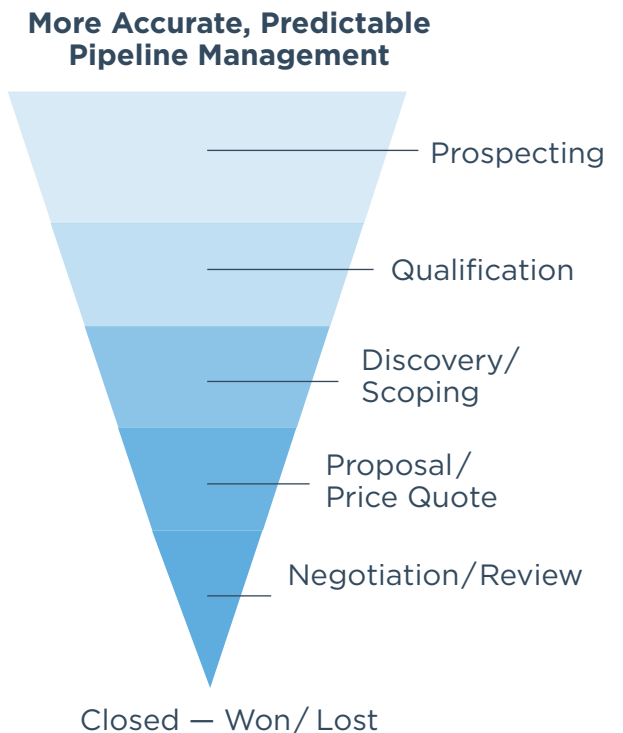 More Accurate, Predictable
Pipeline Management
Prospecting
Qualification
Discovery/
Scoping
Proposal/
Price Quote
Negotiation/Review
Closed — Won/Lost